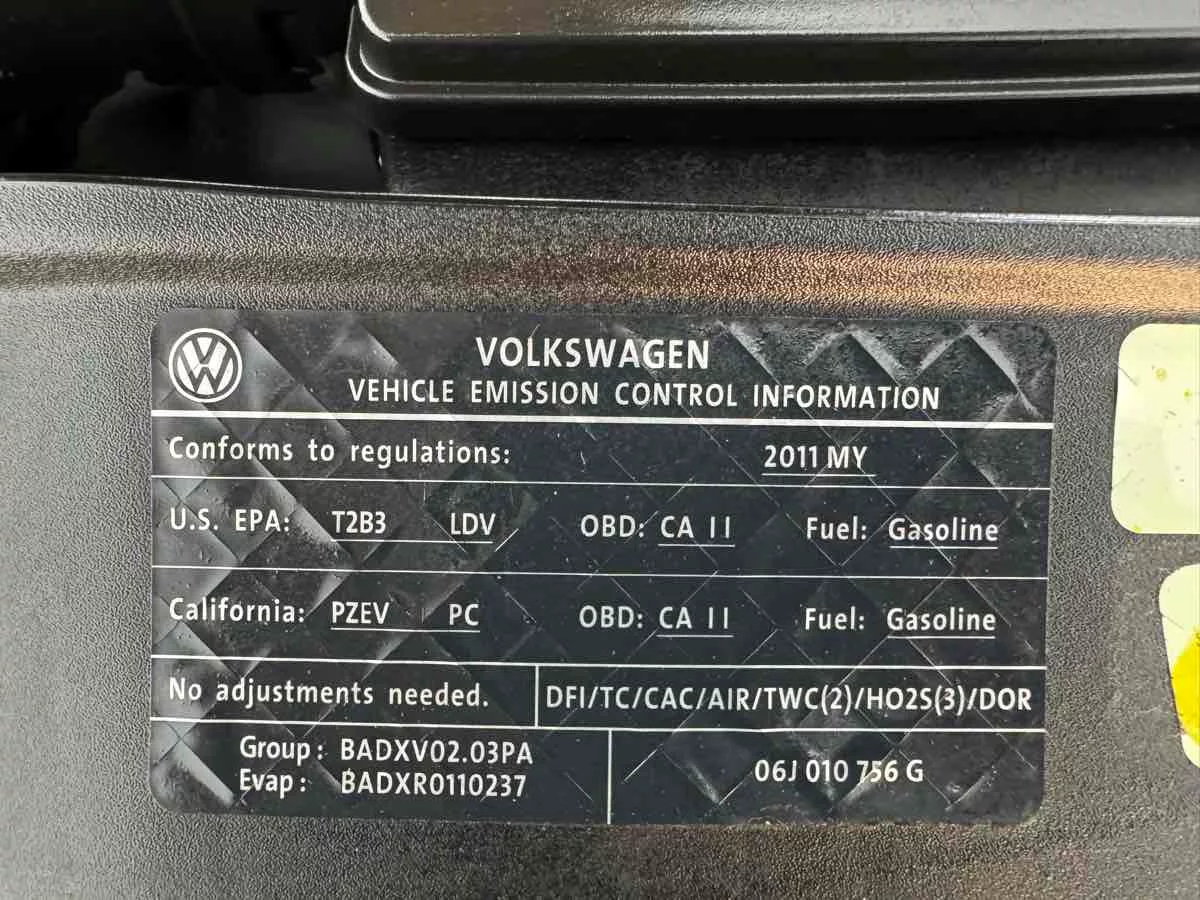 VOLKSWAGEN
VEHICLE EMISSION CONTROL INFORMATION
Conforms to regulations: 2011 MY
U.S. EPA: T2B3 LDV OBD: CA II Fuel: Gasoline
California: PZEV PC OBD: CA II Fuel: Gasoline
No adjustments needed. DFI/TC/CAC/AIR/TWC(2)/HO2S(3)/DOR
Group: BADXV02.03PA
Evap: BADXR0110237
06J 010 756 G